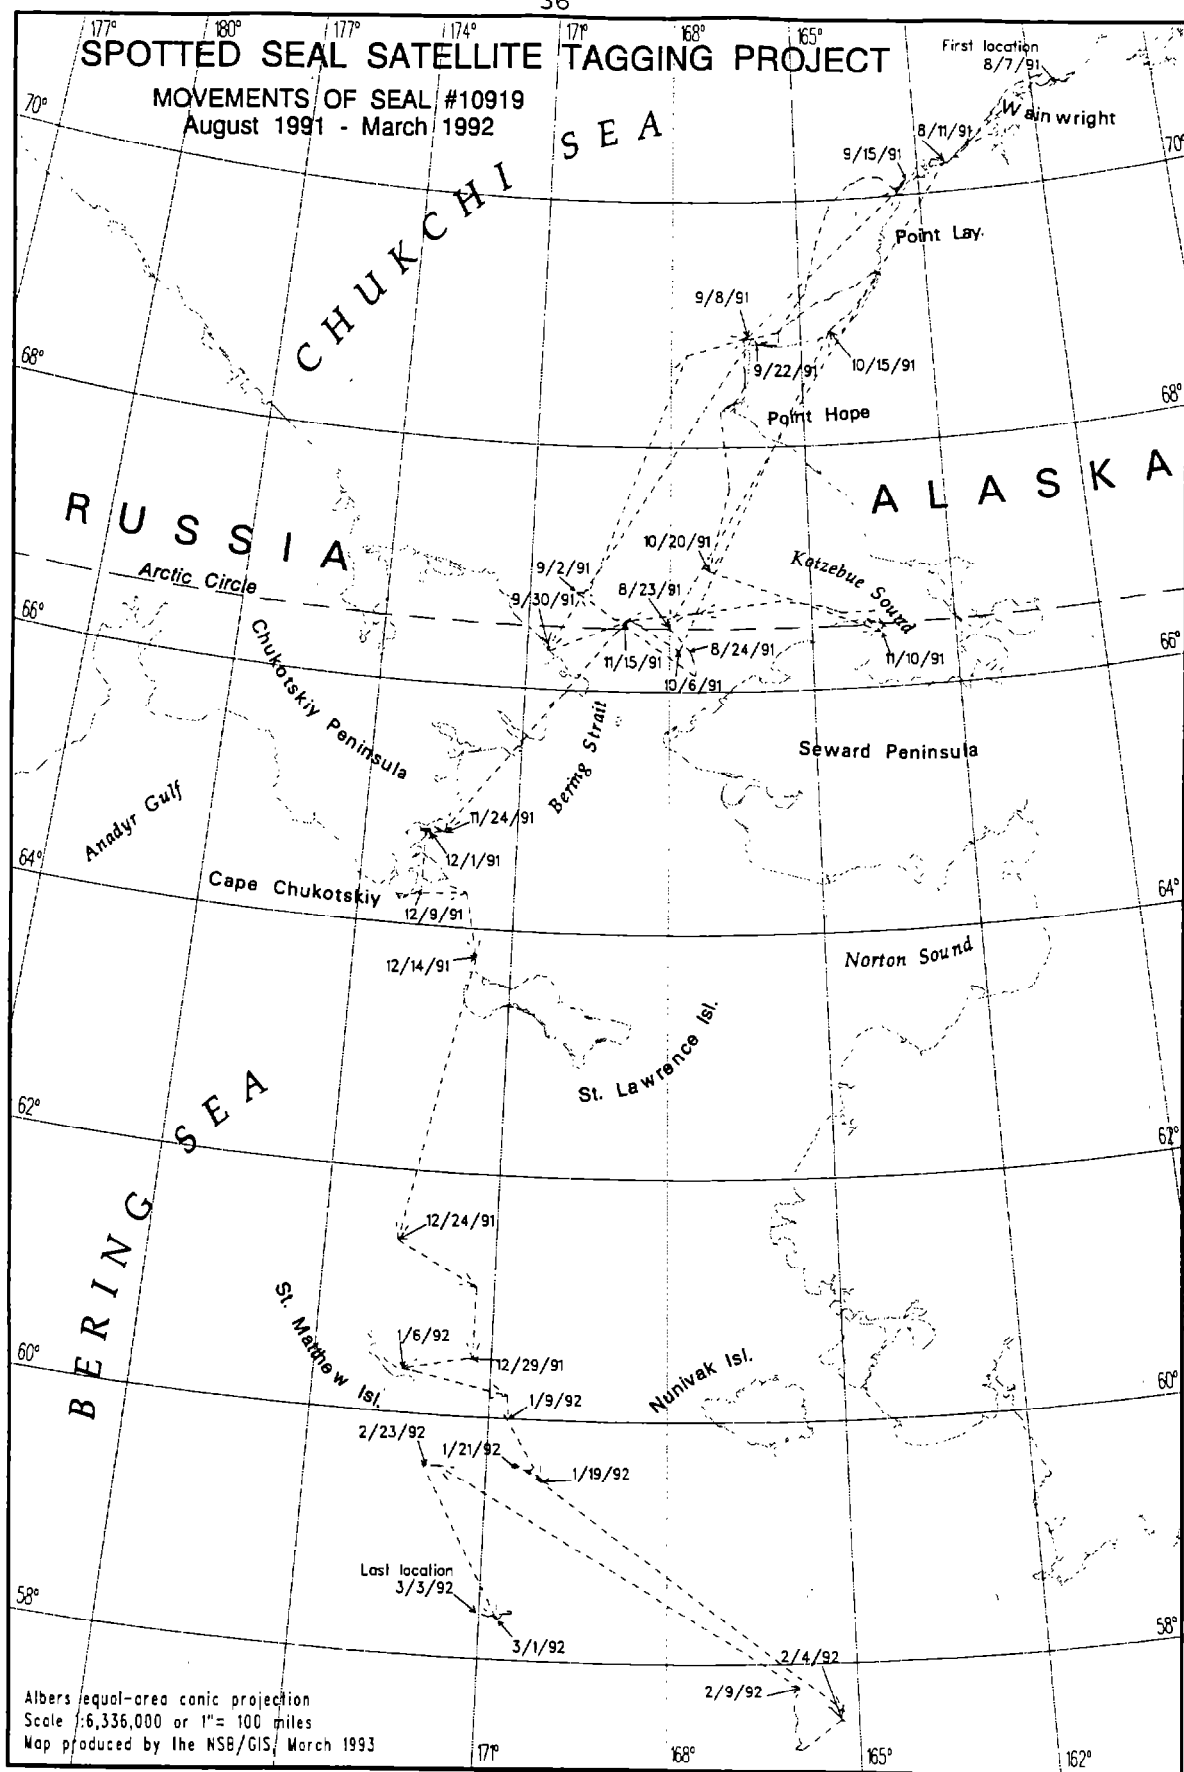 36
177° 180° 177° 174° 171° 168° 165°
SPOTTED SEAL SATELLITE TAGGING PROJECT
MOVEMENTS OF SEAL #10919
August 1991 - March 1992
First location
8/7/91
Wainwright
70°
70°
CHUKCHI SEA
8/11/91
9/15/91
Point Lay.
9/8/91
9/22/91
10/15/91
68°
68°
Point Hope
RUSSIA
ALASKA
10/20/91
Kotzebue Sound
9/2/91
8/23/91
9/30/91
Arctic Circle
66°
66°
8/24/91
11/15/91
10/6/91
11/10/91
Chukotskiy Peninsula
Bering Strait
Seward Peninsula
Anadyr Gulf
11/24/91
12/1/91
64°
64°
Cape Chukotskiy
12/9/91
12/14/91
Norton Sound
St. Lawrence Isl.
62°
62°
BERING SEA
12/24/91
St. Matthew Isl.
1/6/92
12/29/91
Nunivak Isl.
60°
60°
1/9/92
2/23/92
1/21/92
1/19/92
Last location
3/3/92
58°
58°
3/1/92
2/4/92
2/9/92
Albers equal-area conic projection
Scale 1:6,336,000 or 1"= 100 miles
Map produced by the NSB/GIS, March 1993
171° 168° 165° 162°